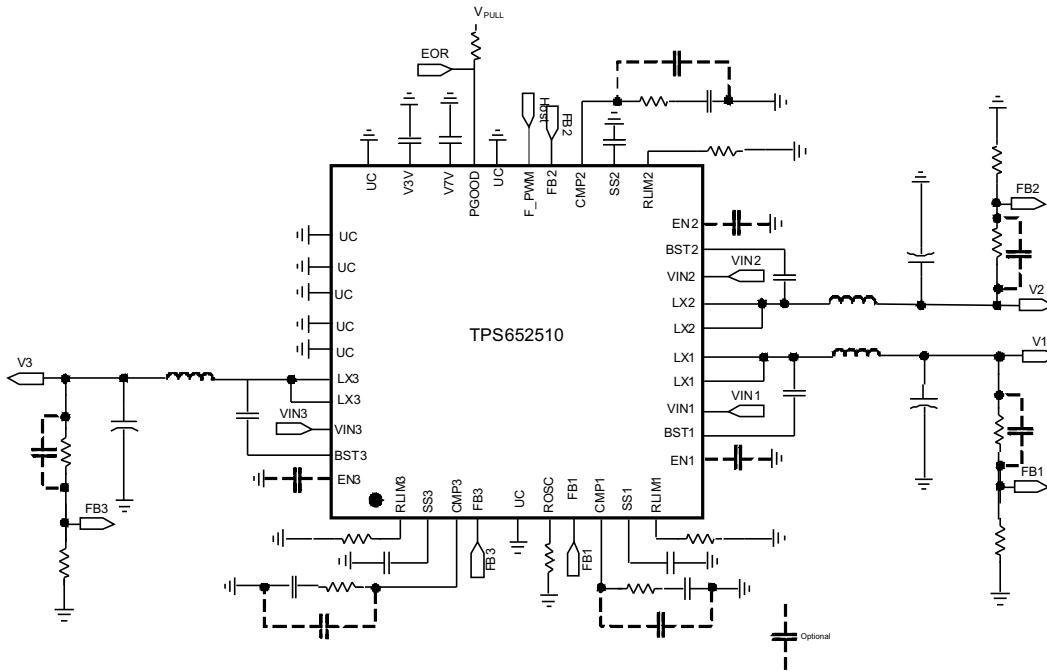 VPULL
EOR
Host
FB2
UC
V3V
V7V
PGOOD
UC
F_PWM
FB2
CMP2
SS2
RLIM2
UC
UC
UC
UC
UC
LX3
LX3
VIN3
BST3
EN3
EN2
BST2
VIN2
LX2
LX2
LX1
LX1
VIN1
BST1
EN1
TPS652510
VIN2
VIN1
VIN3
V3
FB3
FB2
V2
V1
FB1
RLIM3
SS3
CMP3
FB3
UC
ROSC
FB1
CMP1
SS1
RLIM1
FB3
FB1
Optional